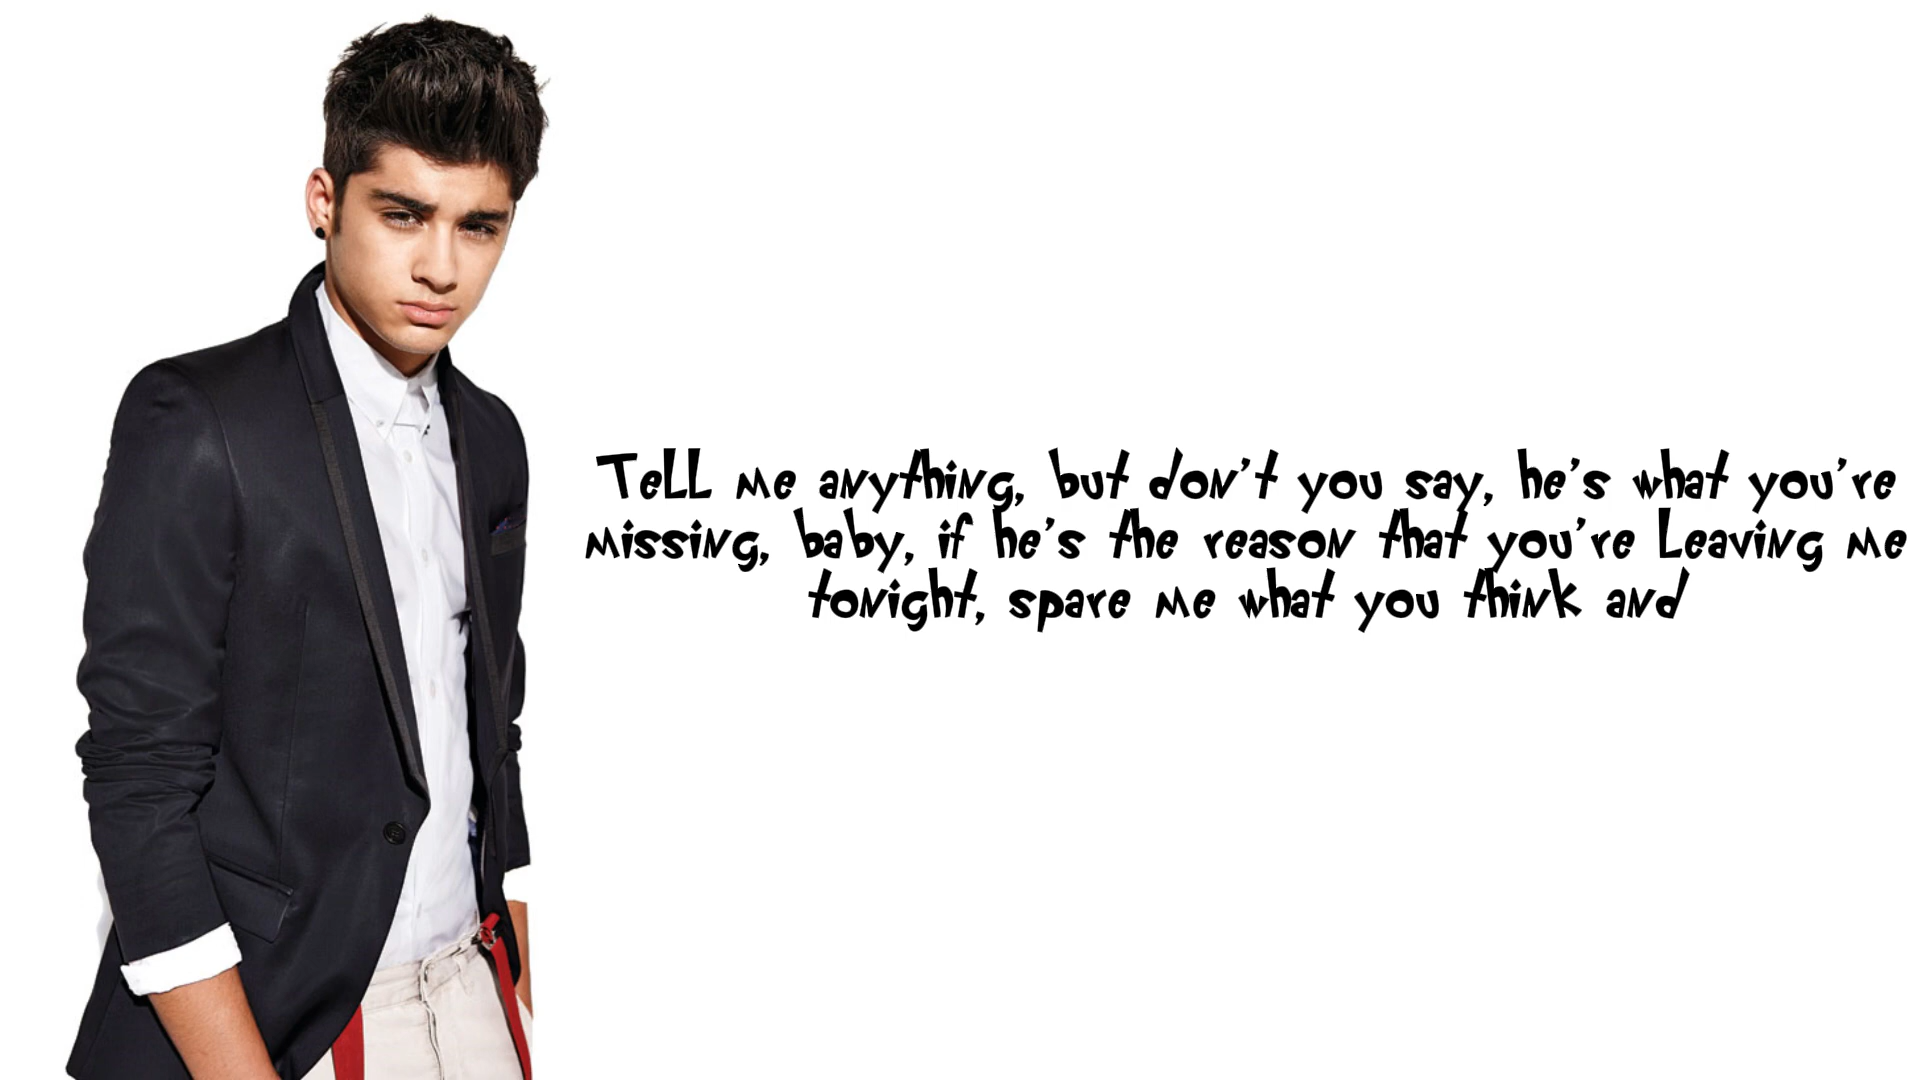 Tell me anything, but don't you say, he's what you're
missing, baby, if he's the reason that you're Leaving me
tonight, spare me what you think and